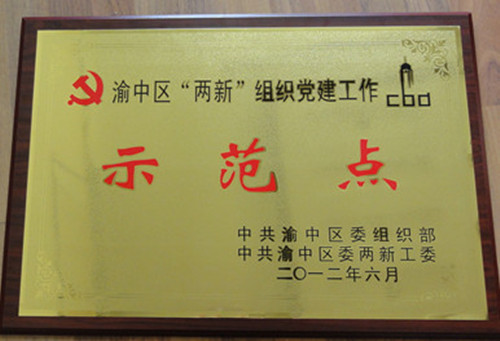 渝中区“两新”组织党建工作 cbd
示范点
中共渝中区委组织部
中共渝中区委两新工委
二〇一二年六月